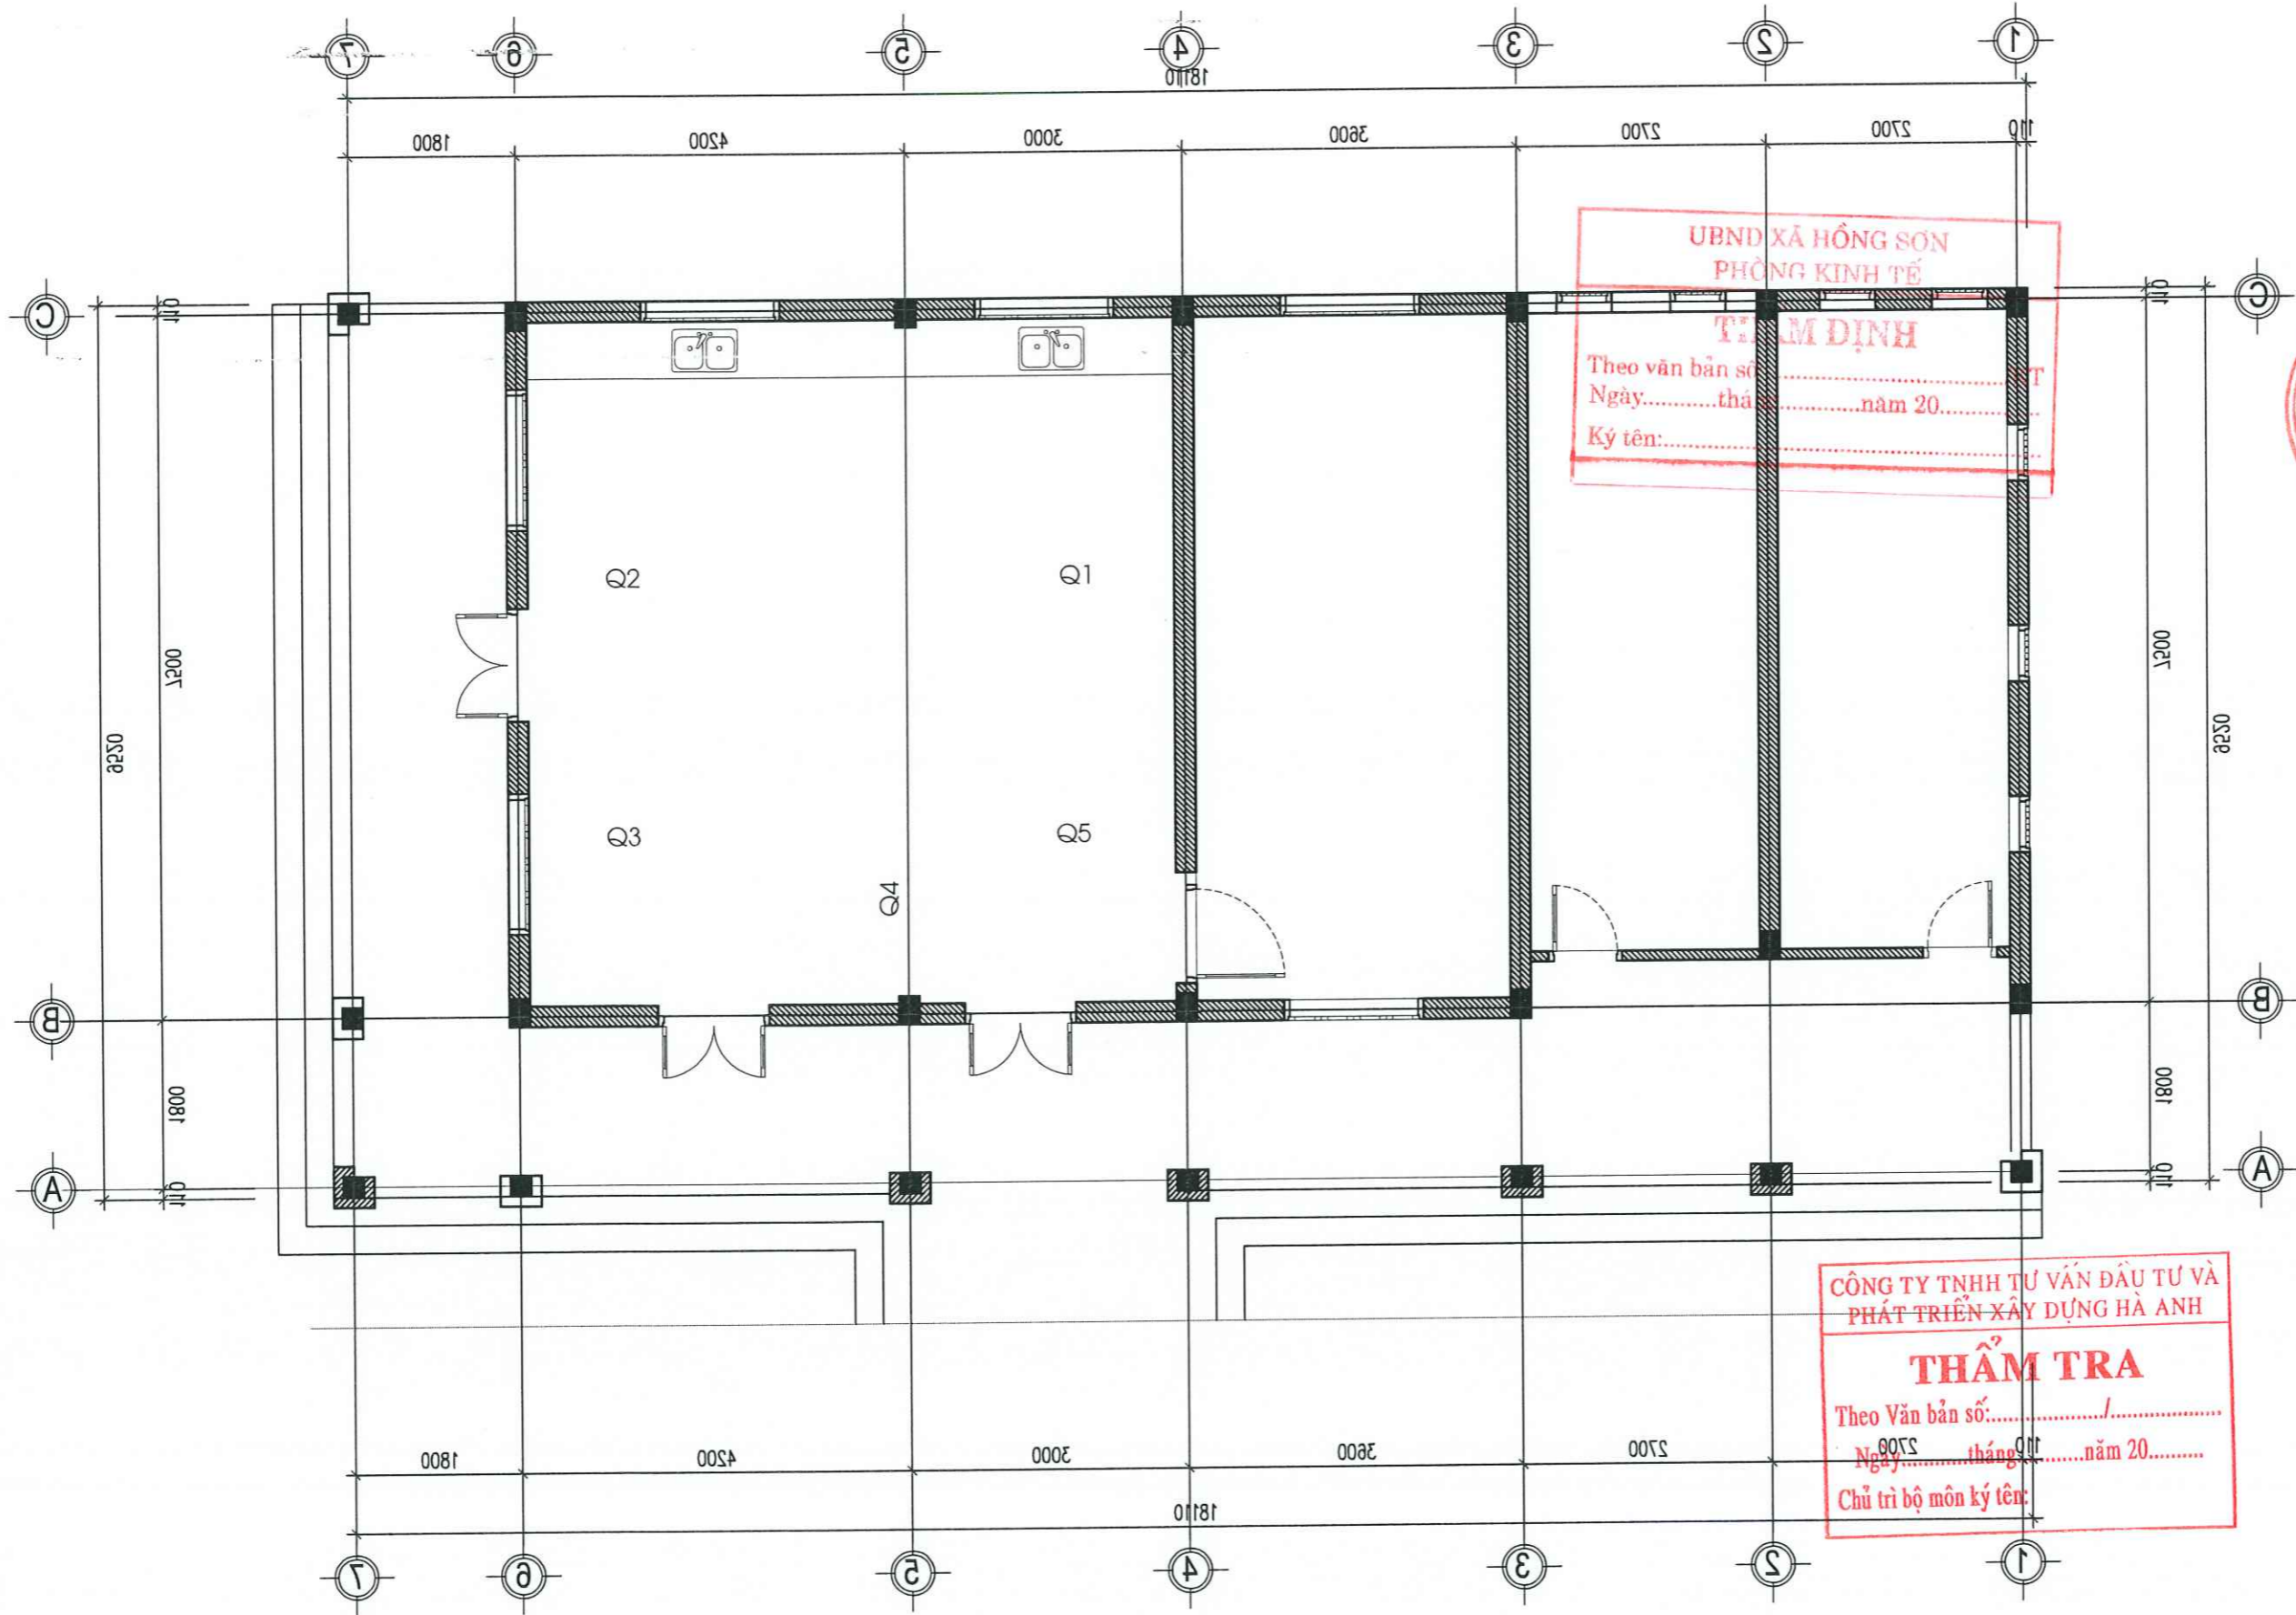 7 6 5 4 3 2 1
18110
1800 4200 3000 3600 2700 2700 110
UBND XÃ HỒNG SƠN
PHÒNG KINH TẾ
C 110 110 C
THẨM ĐỊNH
Theo văn bản số..............................KT
Ngày...........tháng..............năm 20..............
Ký tên:.......................................................
Q2 Q1
7500 7500
9520 9520
Q3 Q5
Q4
B B
1800 1800
A 110 110 A
CÔNG TY TNHH TƯ VẤN ĐẦU TƯ VÀ
PHÁT TRIỂN XÂY DỰNG HÀ ANH
THẨM TRA
Theo Văn bản số:..................../....................
Ngày............tháng............năm 20..........
Chủ trì bộ môn ký tên:
1800 4200 3000 3600 2700 2700 110
18110
7 6 5 4 3 2 1